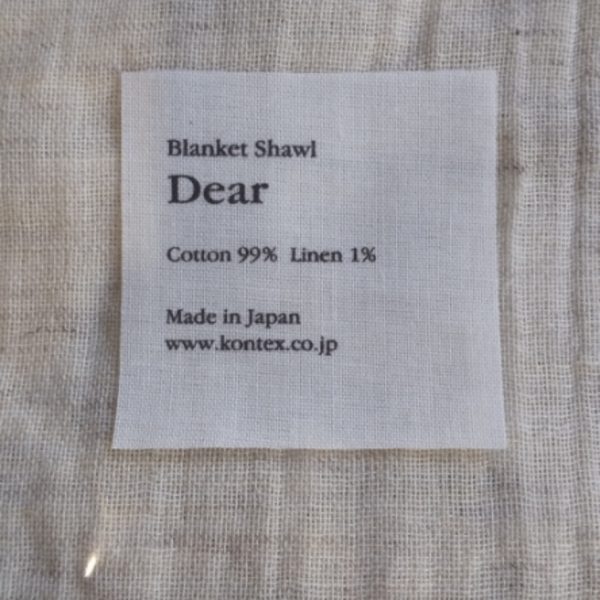 Blanket Shawl
Dear
Cotton 99% Linen 1%
Made in Japan
www.kontex.co.jp